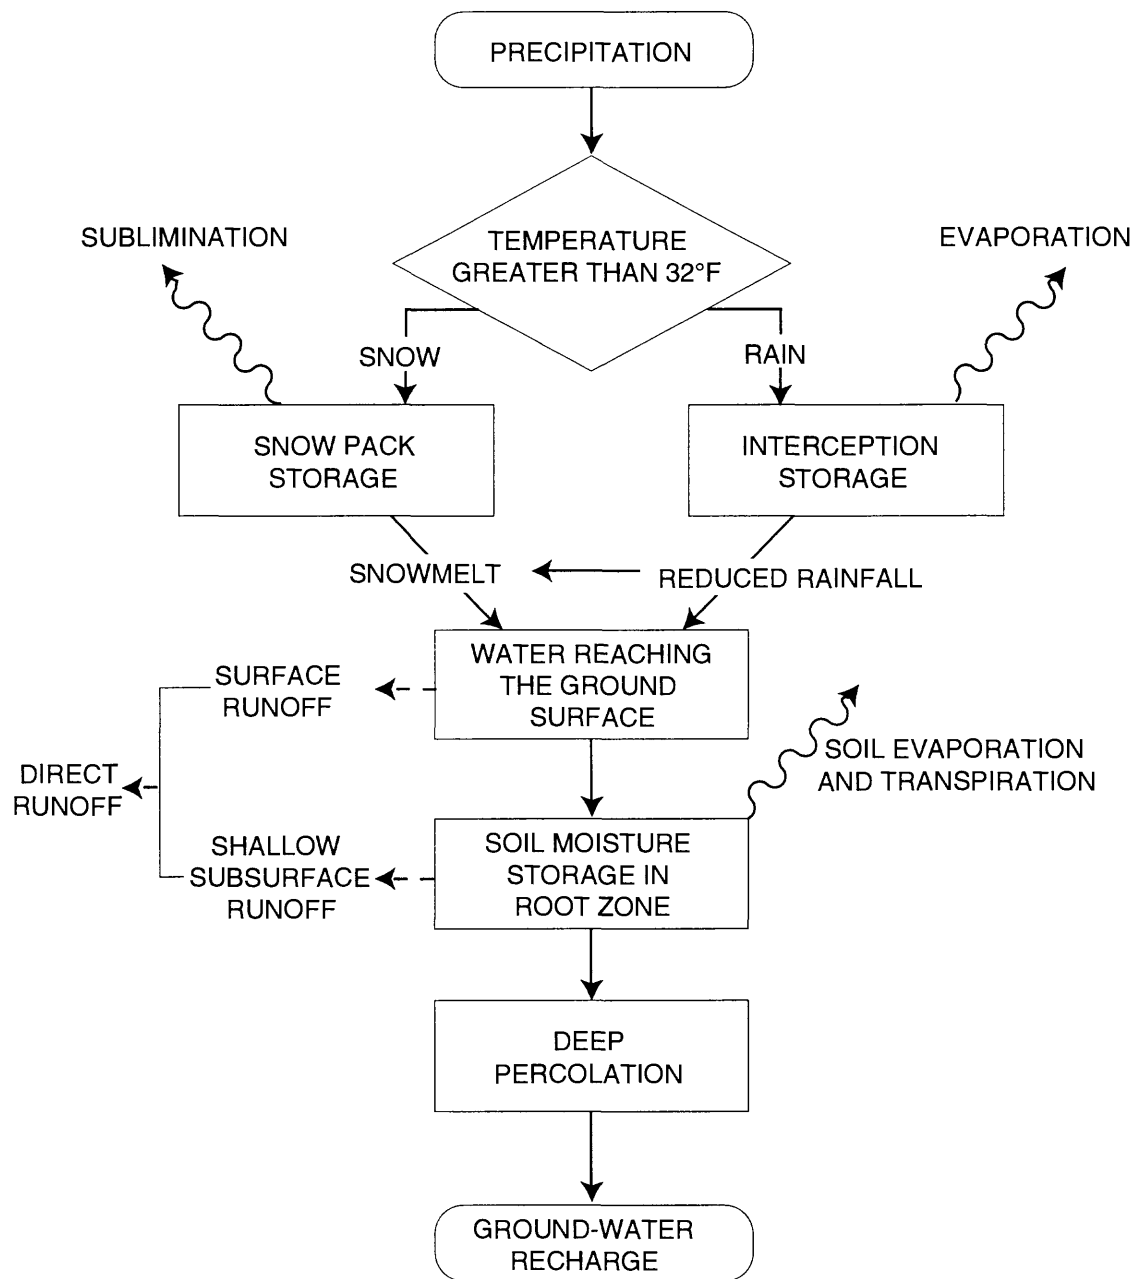 PRECIPITATION
SUBLIMINATION
TEMPERATURE
GREATER THAN 32°F
EVAPORATION
SNOW
RAIN
SNOW PACK
STORAGE
INTERCEPTION
STORAGE
SNOWMELT
REDUCED RAINFALL
WATER REACHING
THE GROUND
SURFACE
SURFACE
RUNOFF
SOIL EVAPORATION
AND TRANSPIRATION
DIRECT
RUNOFF
SHALLOW
SUBSURFACE
RUNOFF
SOIL MOISTURE
STORAGE IN
ROOT ZONE
DEEP
PERCOLATION
GROUND-WATER
RECHARGE